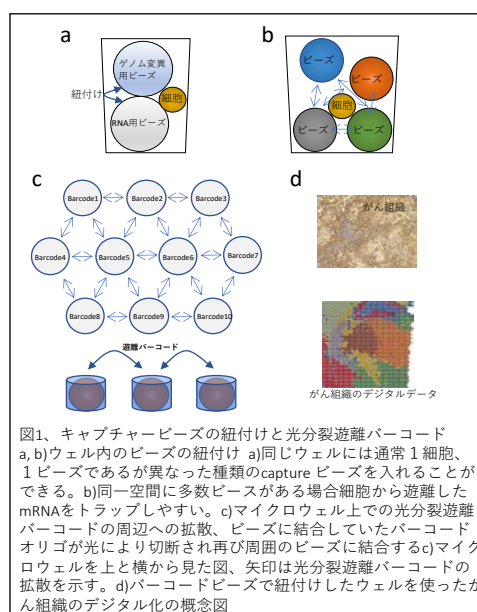 a
ゲノム変異
用ビーズ
紐付け
細胞
RNA用ビーズ
b
ビーズ
ビーズ
細胞
ビーズ
ビーズ
c
Barcode1
Barcode2
Barcode3
Barcode4
Barcode5
Barcode6
Barcode7
Barcode8
Barcode9
Barcode10
遊離バーコード
d
がん組織
がん組織のデジタルデータ
図1、キャプチャービーズの紐付けと光分裂遊離バーコード
a, b)ウェル内のビーズの紐付け a)同じウェルには通常１細胞、
１ビーズであるが異なった種類のcapture ビーズを入れることが
できる。b)同一空間に多数ビースがある場合細胞から遊離した
mRNAをトラップしやすい。c)マイクロウェル上での光分裂遊離
バーコードの周辺への拡散、ビーズに結合していたバーコード
オリゴが光により切断され再び周囲のビーズに結合するc)マイク
ロウェルを上と横から見た図、矢印は光分裂遊離バーコードの
拡散を示す。d)バーコードビーズで紐付けしたウェルを使ったが
ん組織のデジタル化の概念図